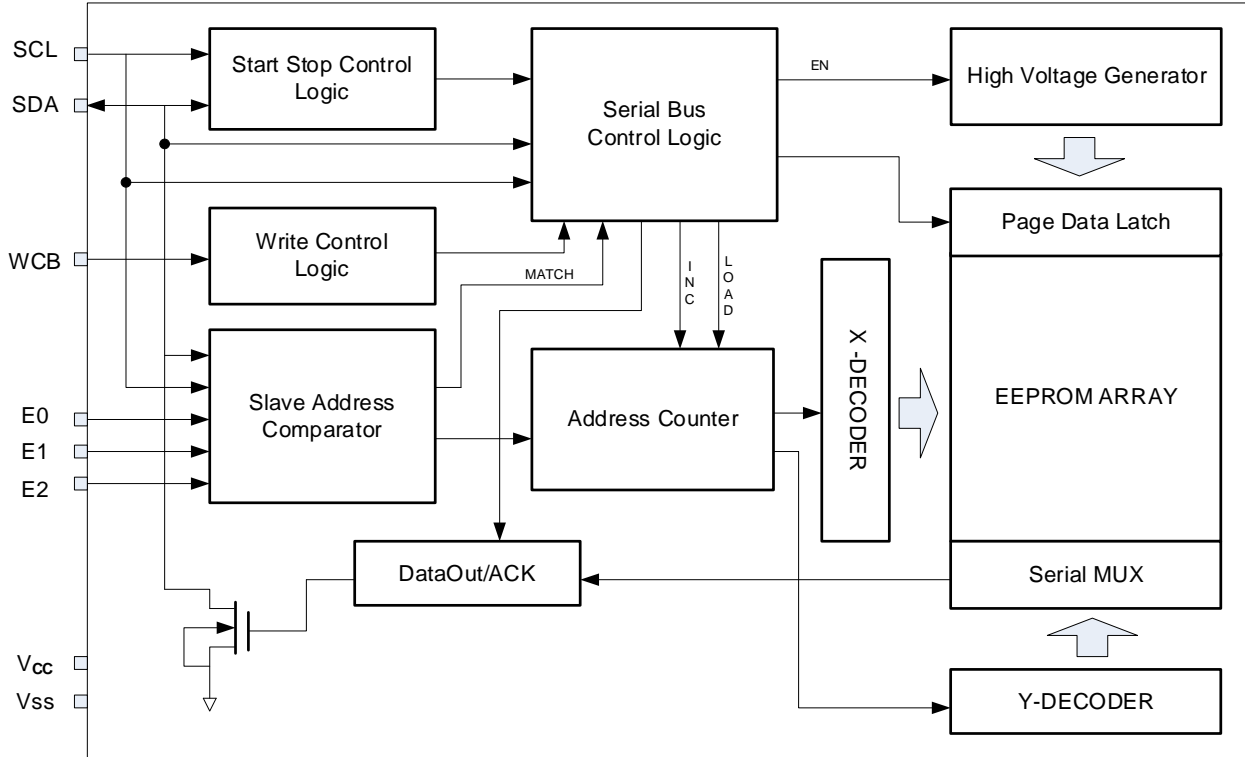 SCL
SDA
WCB
E0
E1
E2
Vcc
Vss
Start Stop Control
Logic
Write Control
Logic
Slave Address
Comparator
MATCH
Serial Bus
Control Logic
INC
LOAD
Address Counter
DataOut/ACK
EN
High Voltage Generator
Page Data Latch
X -DECODER
EEPROM ARRAY
Serial MUX
Y-DECODER